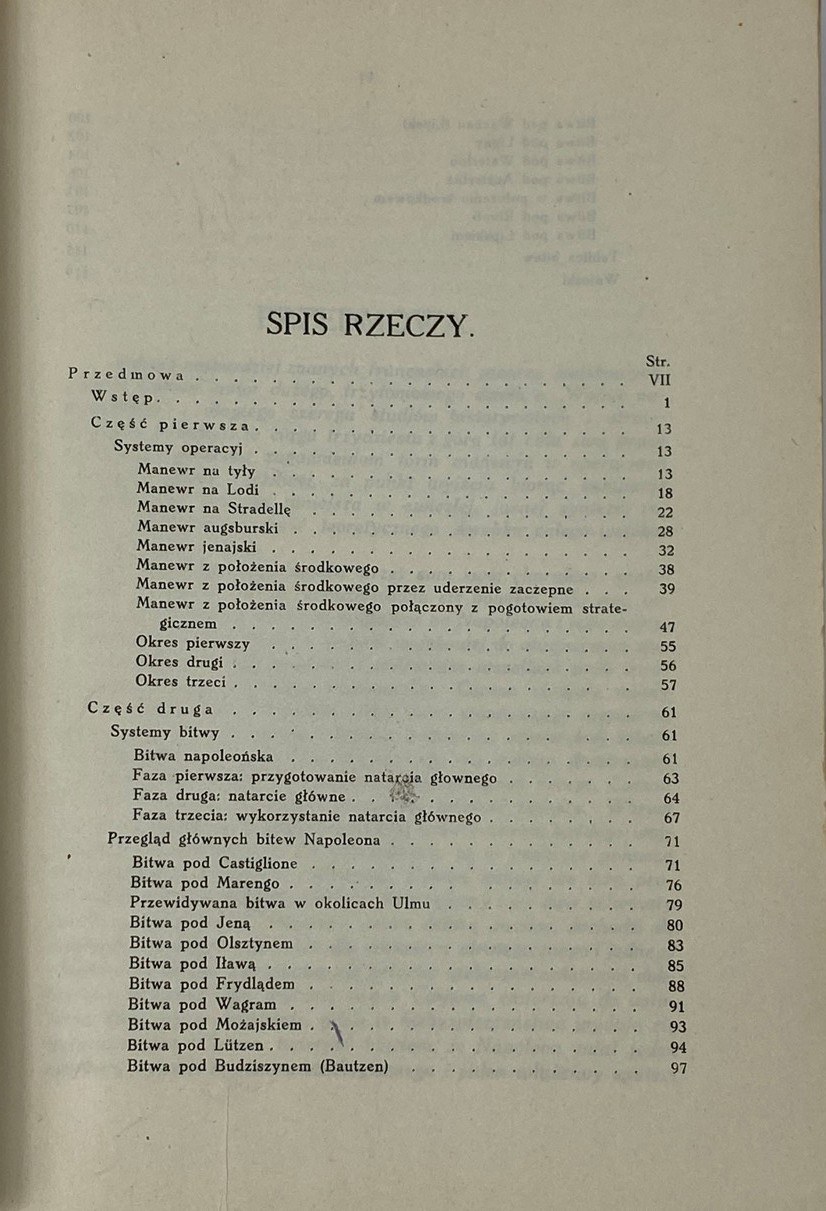 SPIS RZECZY.
Str.
Przedmowa . . . . . . . . . . . . . . . . . . . . . . VII
Wstęp. . . . . . . . . . . . . . . . . . . . . . . . 1
Część pierwsza. . . . . . . . . . . . . . . . . . . . 13
Systemy operacyj . . . . . . . . . . . . . . . . . . . . 13
Manewr na tyły . . . . . . . . . . . . . . . . . . . 13
Manewr na Lodi . . . . . . . . . . . . . . . . . . . 18
Manewr na Stradellę . . . . . . . . . . . . . . . . . 22
Manewr augsburski . . . . . . . . . . . . . . . . . . 28
Manewr jenajski . . . . . . . . . . . . . . . . . . . 32
Manewr z położenia środkowego . . . . . . . . . . . . . 38
Manewr z położenia środkowego przez uderzenie zaczepne . . . 39
Manewr z położenia środkowego połączony z pogotowiem strate-
gicznem . . . . . . . . . . . . . . . . . . . . . 47
Okres pierwszy . . . . . . . . . . . . . . . . . . . 55
Okres drugi . . . . . . . . . . . . . . . . . . . . . 56
Okres trzeci . . . . . . . . . . . . . . . . . . . . . 57
Część druga . . . . . . . . . . . . . . . . . . . . . 61
Systemy bitwy . . . . . . . . . . . . . . . . . . . . . 61
Bitwa napoleońska . . . . . . . . . . . . . . . . . . 61
Faza pierwsza: przygotowanie natarcia głownego . . . . . . . 63
Faza druga: natarcie główne . . . . . . . . . . . . . . . 64
Faza trzecia: wykorzystanie natarcia głównego . . . . . . . . 67
Przegląd głównych bitew Napoleona . . . . . . . . . . . . . 71
Bitwa pod Castiglione . . . . . . . . . . . . . . . . . 71
Bitwa pod Marengo . . . . . . . . . . . . . . . . . . 76
Przewidywana bitwa w okolicach Ulmu . . . . . . . . . . 79
Bitwa pod Jeną . . . . . . . . . . . . . . . . . . . 80
Bitwa pod Olsztynem . . . . . . . . . . . . . . . . . 83
Bitwa pod Iławą . . . . . . . . . . . . . . . . . . . 85
Bitwa pod Frydlądem . . . . . . . . . . . . . . . . . 88
Bitwa pod Wagram . . . . . . . . . . . . . . . . . . 91
Bitwa pod Możajskiem . . . . . . . . . . . . . . . . . 93
Bitwa pod Lützen . . . . . . . . . . . . . . . . . . . 94
Bitwa pod Budziszynem (Bautzen) . . . . . . . . . . . . 97